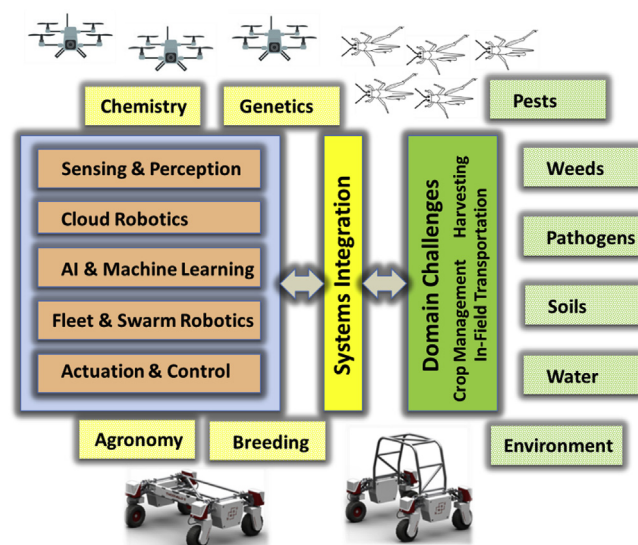 Chemistry
Genetics
Pests
Sensing & Perception
Cloud Robotics
AI & Machine Learning
Fleet & Swarm Robotics
Actuation & Control
Systems Integration
Domain Challenges
Crop Management Harvesting
In-Field Transportation
Weeds
Pathogens
Soils
Water
Agronomy
Breeding
Environment